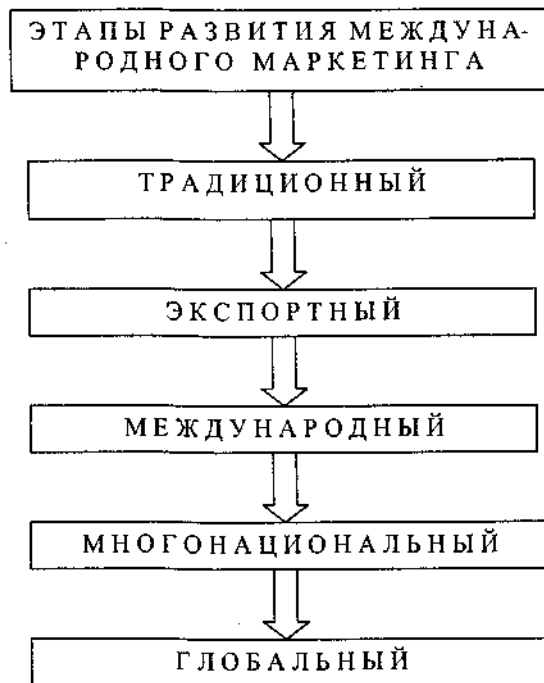 ЭТАПЫ РАЗВИТИЯ МЕЖДУНА-
РОДНОГО МАРКЕТИНГА
ТРАДИЦИОННЫЙ
ЭКСПОРТНЫЙ
МЕЖДУНАРОДНЫЙ
МНОГОНАЦИОНАЛЬНЫЙ
ГЛОБАЛЬНЫЙ